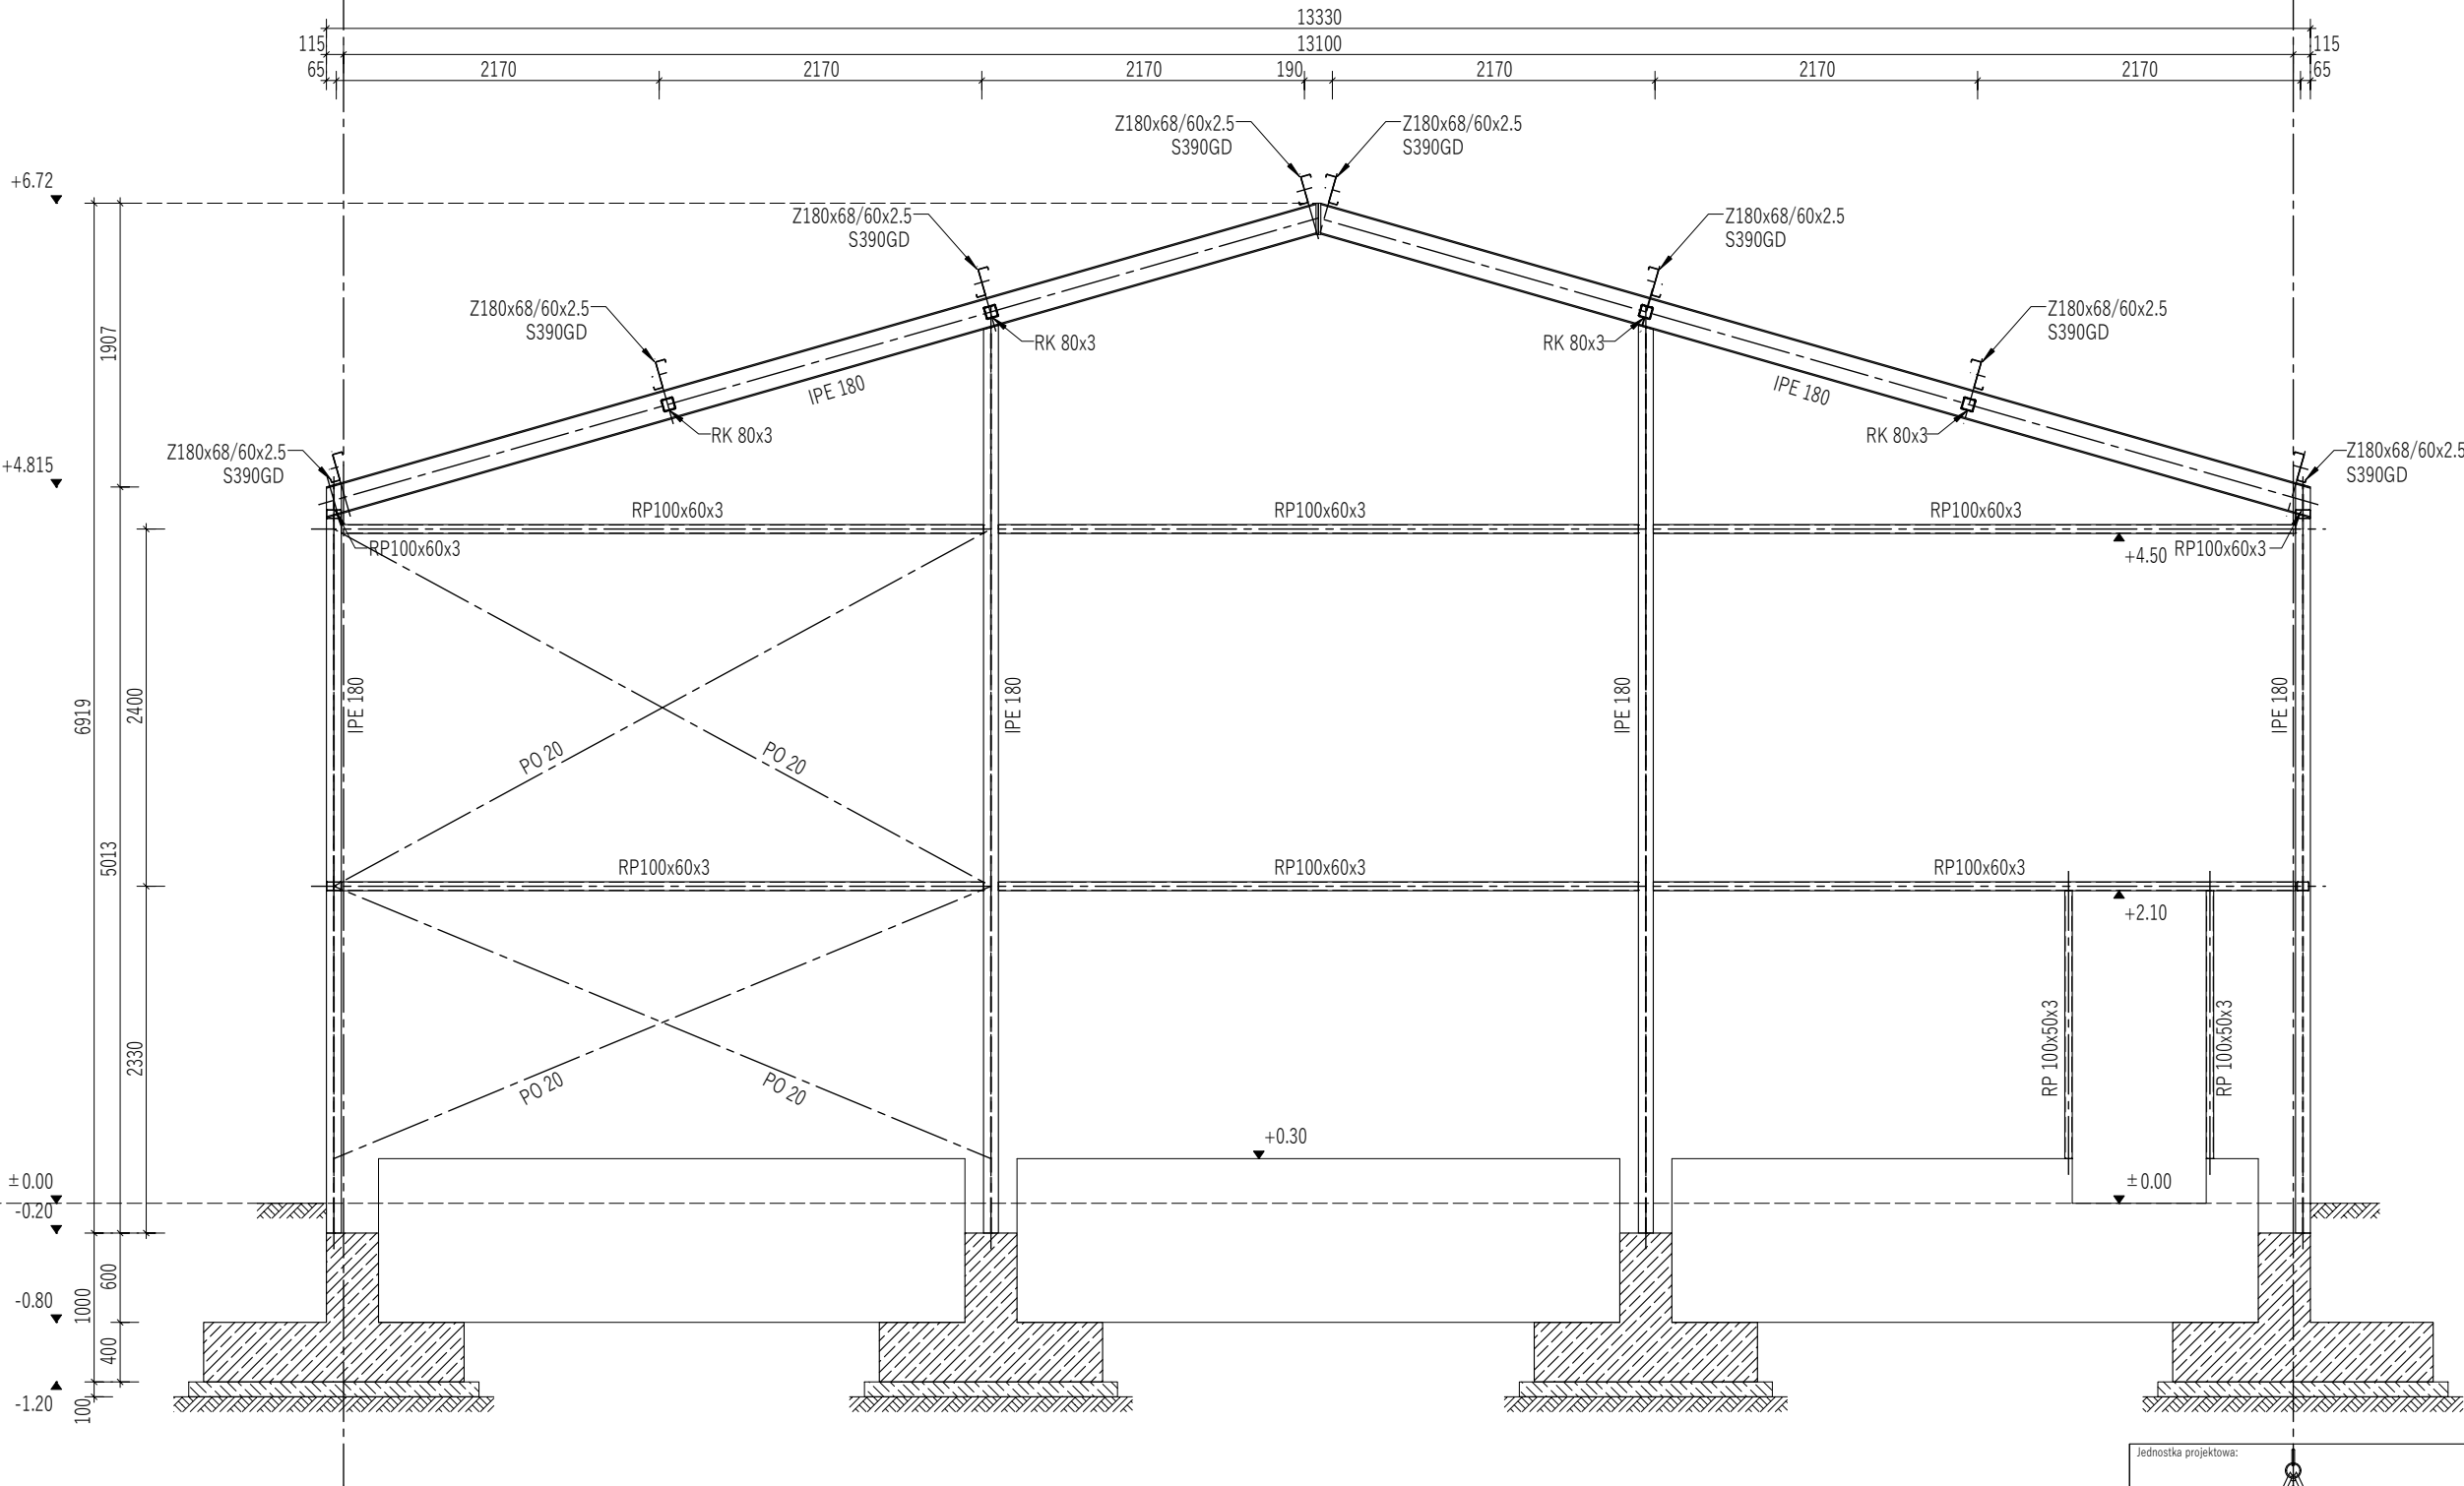 13330
115
13100
115
65
2170
2170
2170
190
2170
2170
2170
65
Z180x68/60x2.5
S390GD
Z180x68/60x2.5
S390GD
+6.72
Z180x68/60x2.5
S390GD
Z180x68/60x2.5
S390GD
Z180x68/60x2.5
S390GD
Z180x68/60x2.5
S390GD
1907
RK 80x3
RK 80x3
IPE 180
IPE 180
RK 80x3
RK 80x3
Z180x68/60x2.5
S390GD
Z180x68/60x2.5
S390GD
+4.815
RP100x60x3
RP100x60x3
RP100x60x3
RP100x60x3
+4.50
RP100x60x3
6919
2400
IPE 180
IPE 180
IPE 180
IPE 180
PO 20
PO 20
5013
RP100x60x3
RP100x60x3
RP100x60x3
+2.10
2330
PO 20
PO 20
RP 100x50x3
RP 100x50x3
+0.30
±0.00
±0.00
-0.20
-0.80
1000
600
400
-1.20
100
Jednostka projektowa: